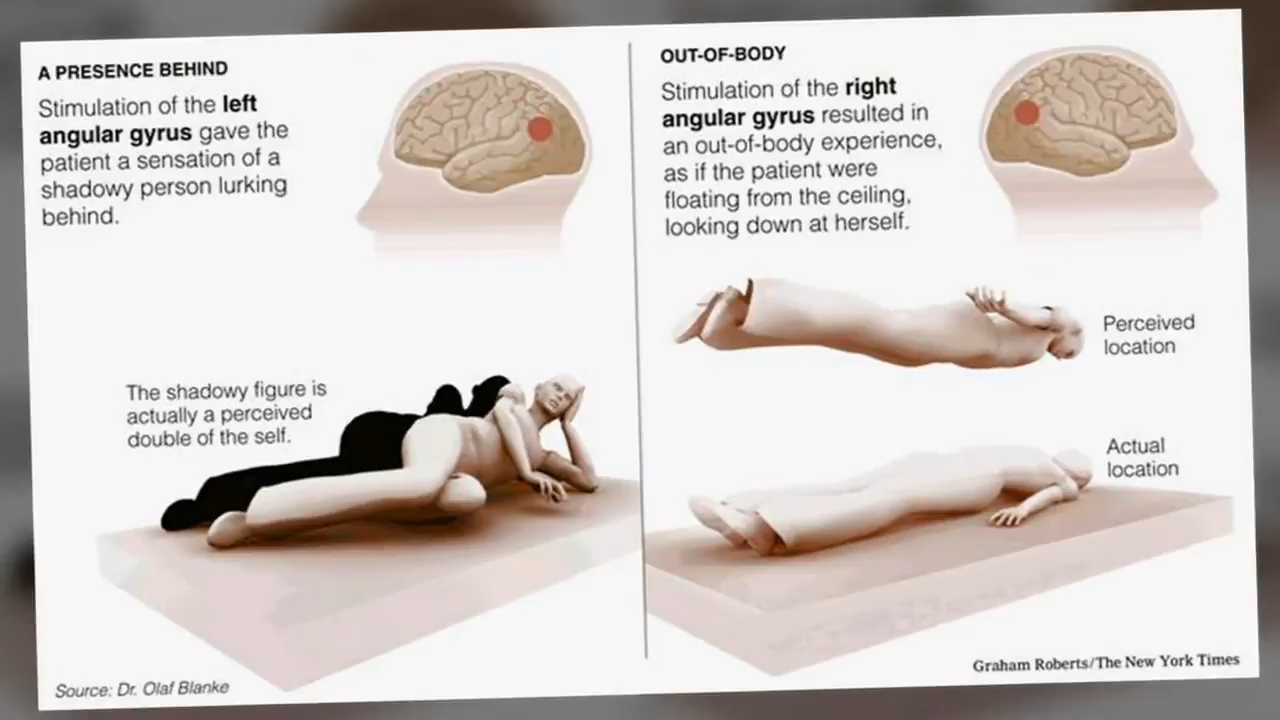 A PRESENCE BEHIND
Stimulation of the left
angular gyrus gave the
patient a sensation of a
shadowy person lurking
behind.
The shadowy figure is
actually a perceived
double of the self.
Source: Dr. Olaf Blanke
OUT-OF-BODY
Stimulation of the right
angular gyrus resulted in
an out-of-body experience,
as if the patient were
floating from the ceiling,
looking down at herself.
Perceived
location
Actual
location
Graham Roberts/The New York Times